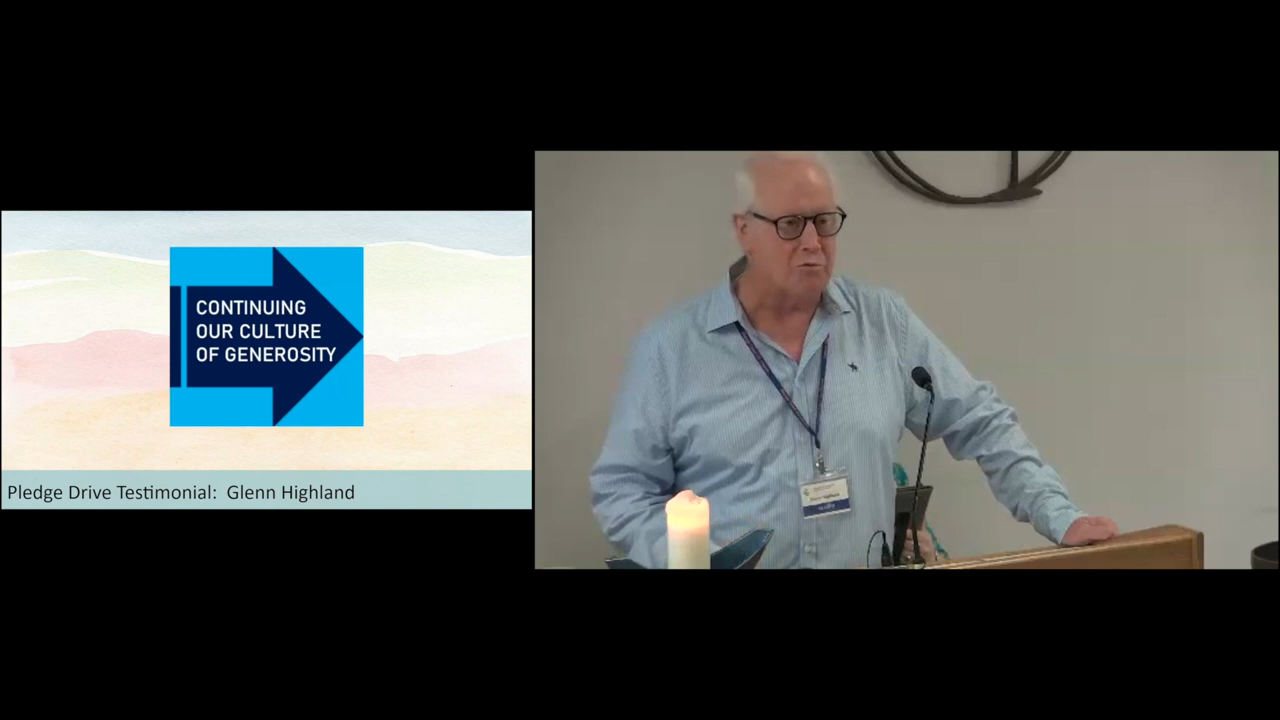 CONTINUING
OUR CULTURE
OF GENEROSITY
Pledge Drive Testimonial:  Glenn Highland